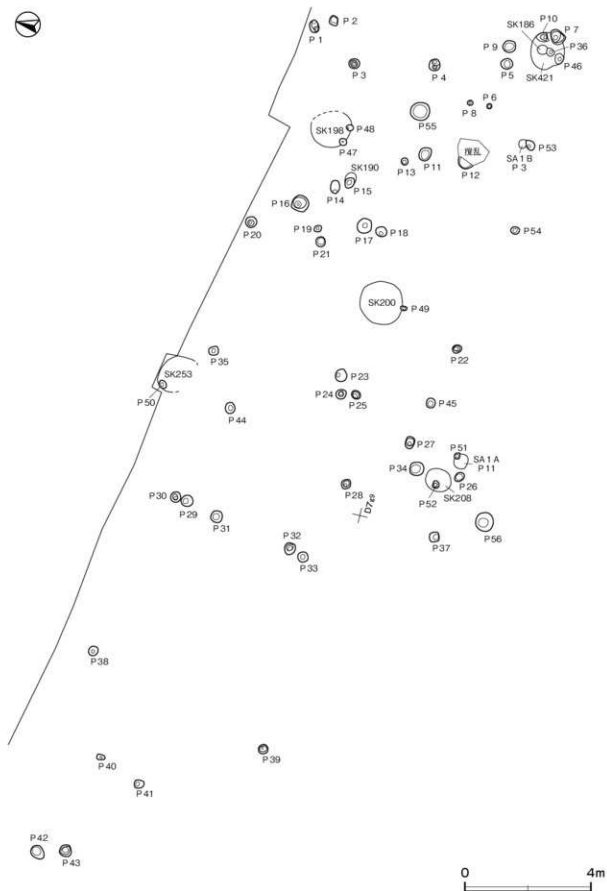 P 2
P 1
P10
SK186
P 7
P 9
P36
P 3
P 4
P 5
P46
SK421
P 6
P 8
P55
SK198
P48
P47
P13
P11
撹乱
P12
P53
SA１B
P 3
SK190
P14
P15
P16
P20
P19
P21
P17
P18
P54
SK200
P49
P35
P22
SK253
P50
P23
P24
P25
P45
P44
P27
P51
SA１A
P11
P34
P26
P28
SK208
P52
D7e9
P30
P29
P31
P56
P32
P33
P37
P38
P39
P40
P41
P42
P43
0
4m